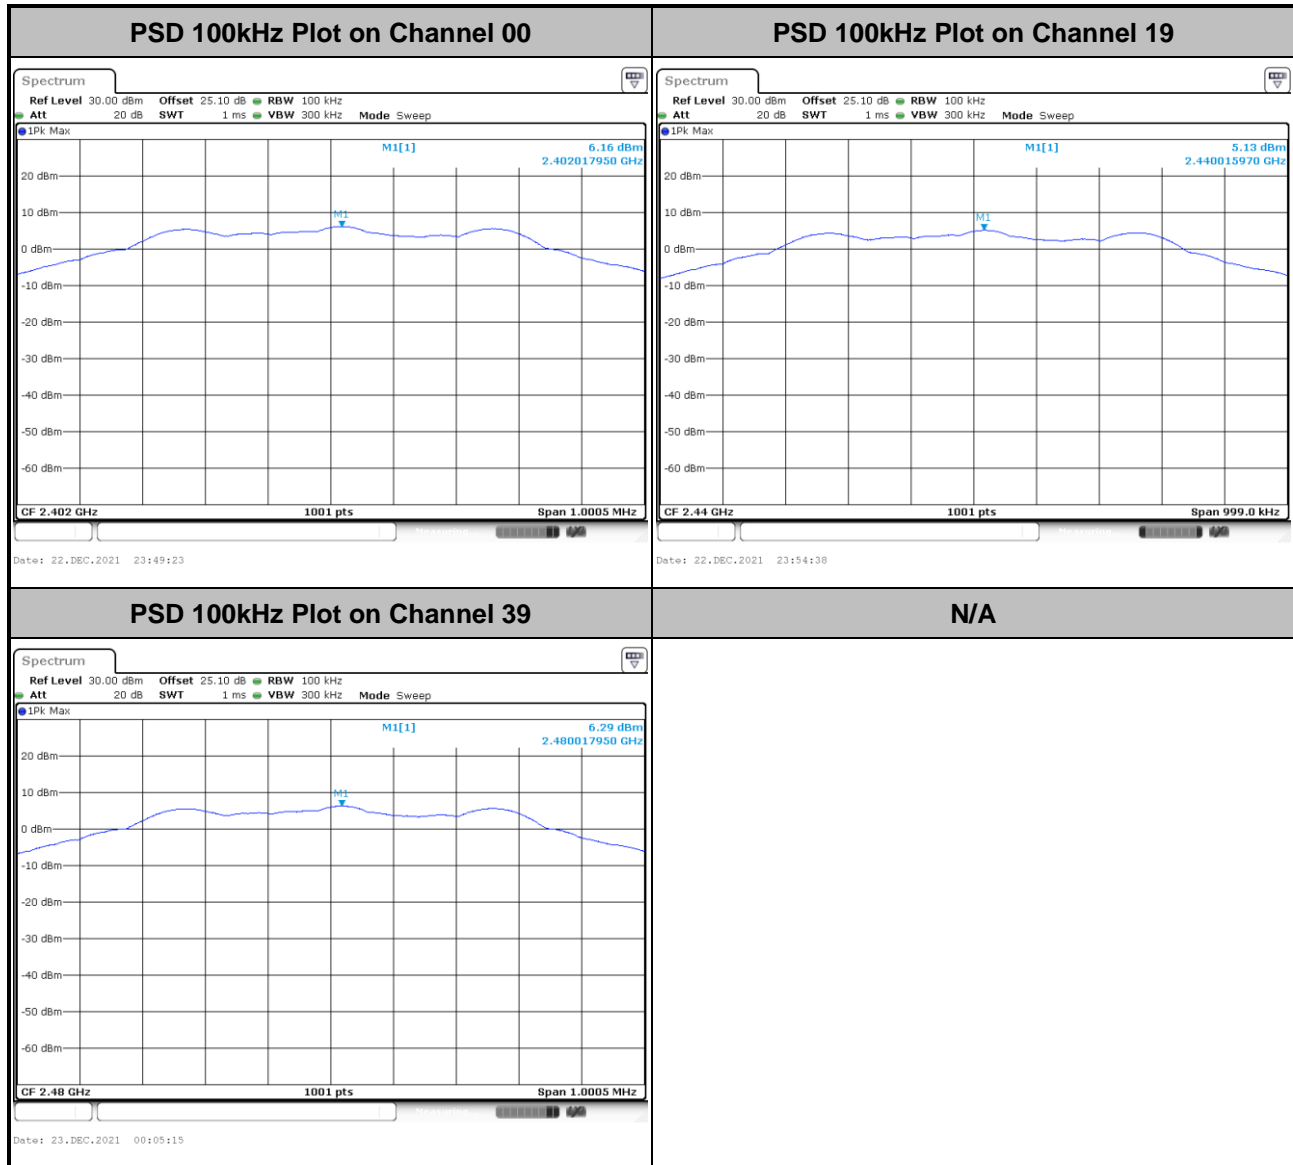 PSD 100kHz Plot on Channel 00
Spectrum
Ref Level 30.00 dBm Offset 25.10 dB RBW 100 kHz
Att 20 dB SWT 1 ms VBW 300 kHz Mode Sweep
1Pk Max
M1[1] 6.16 dBm
2.402017950 GHz
20 dBm
10 dBm
M1
0 dBm
-10 dBm
-20 dBm
-30 dBm
-40 dBm
-50 dBm
-60 dBm
CF 2.402 GHz 1001 pts Span 1.0005 MHz
Measuring
Date: 22.DEC.2021 23:49:23
PSD 100kHz Plot on Channel 19
Spectrum
Ref Level 30.00 dBm Offset 25.10 dB RBW 100 kHz
Att 20 dB SWT 1 ms VBW 300 kHz Mode Sweep
1Pk Max
M1[1] 5.13 dBm
2.440015970 GHz
20 dBm
10 dBm
M1
0 dBm
-10 dBm
-20 dBm
-30 dBm
-40 dBm
-50 dBm
-60 dBm
CF 2.44 GHz 1001 pts Span 999.0 kHz
Measuring
Date: 22.DEC.2021 23:54:38
PSD 100kHz Plot on Channel 39
Spectrum
Ref Level 30.00 dBm Offset 25.10 dB RBW 100 kHz
Att 20 dB SWT 1 ms VBW 300 kHz Mode Sweep
1Pk Max
M1[1] 6.29 dBm
2.480017950 GHz
20 dBm
10 dBm
M1
0 dBm
-10 dBm
-20 dBm
-30 dBm
-40 dBm
-50 dBm
-60 dBm
CF 2.48 GHz 1001 pts Span 1.0005 MHz
Measuring
Date: 23.DEC.2021 00:05:15
N/A